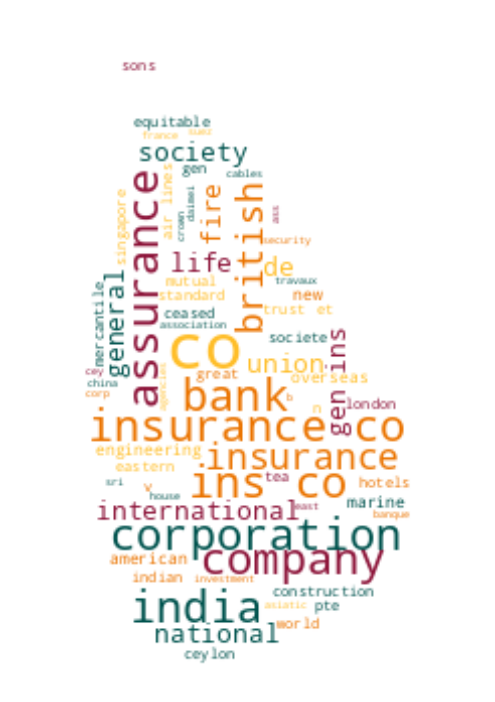 sons
equitable
france suez
society
gen
cables
assurance
air lines
daimei
crown
fire
british
ass
singapore
security
life
de
travaux
mutual
standard
new
trust et
mercantile
general
ceased
association
societe
co
union
gen ins
cey
china
corp
great
overseas
agencies
bank
b
n
london
insurance co
engineering
insurance
eastern
sri
v
house
ins co
tea
hotels
marine
international
east
banque
corporation
american
company
indian
investment
construction
india
asiatic
pte
world
national
ceylon